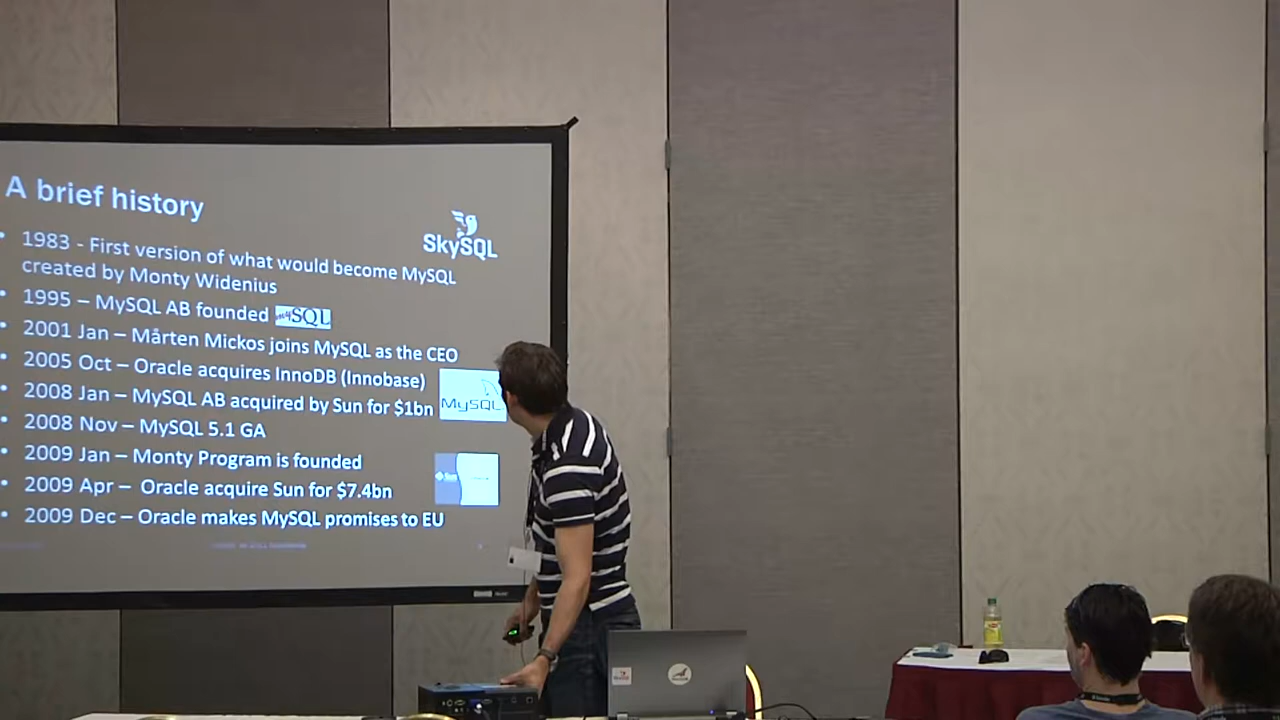 A brief history
SkySQL
• 1983 - First version of what would become MySQL
created by Monty Widenius
• 1995 – MySQL AB founded mySQL
• 2001 Jan – Mårten Mickos joins MySQL as the CEO
• 2005 Oct – Oracle acquires InnoDB (Innobase)
• 2008 Jan – MySQL AB acquired by Sun for $1bn MySQL
• 2008 Nov – MySQL 5.1 GA
• 2009 Jan – Monty Program is founded
• 2009 Apr – Oracle acquire Sun for $7.4bn
• 2009 Dec – Oracle makes MySQL promises to EU